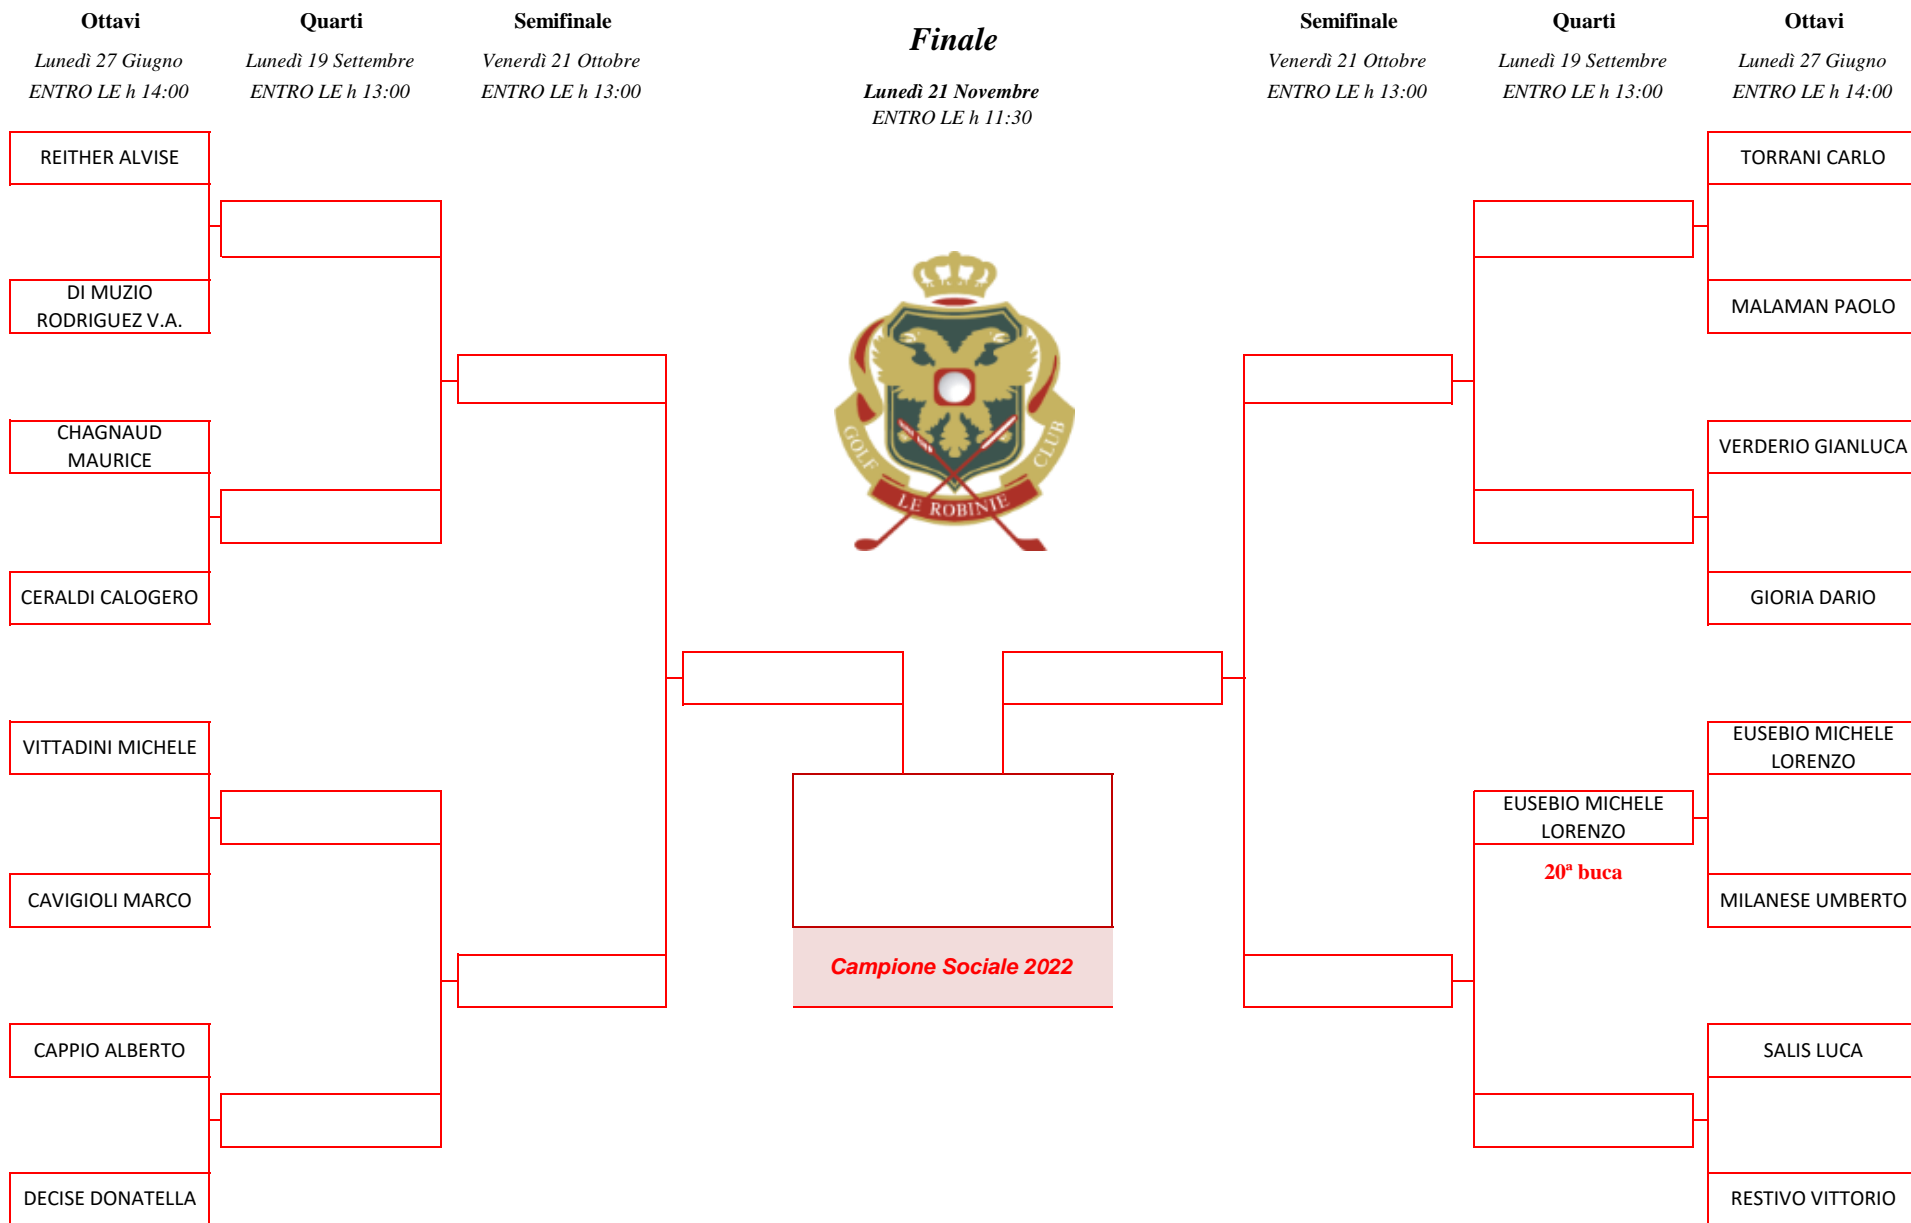 Ottavi
Quarti
Semifinale
Finale
Semifinale
Quarti
Ottavi
Lunedì 27 Giugno
Lunedì 19 Settembre
Venerdì 21 Ottobre
Lunedì 21 Novembre
Venerdì 21 Ottobre
Lunedì 19 Settembre
Lunedì 27 Giugno
ENTRO LE h 14:00
ENTRO LE h 13:00
ENTRO LE h 13:00
ENTRO LE h 11:30
ENTRO LE h 13:00
ENTRO LE h 13:00
ENTRO LE h 14:00
REITHER ALVISE
DI MUZIO
RODRIGUEZ V.A.
CHAGNAUD
MAURICE
CERALDI CALOGERO
VITTADINI MICHELE
CAVIGIOLI MARCO
CAPPIO ALBERTO
DECISE DONATELLA
GOLF CLUB
LE ROBINIE
Campione Sociale 2022
EUSEBIO MICHELE
LORENZO
20ª buca
TORRANI CARLO
MALAMAN PAOLO
VERDERIO GIANLUCA
GIORIA DARIO
EUSEBIO MICHELE
LORENZO
MILANESE UMBERTO
SALIS LUCA
RESTIVO VITTORIO